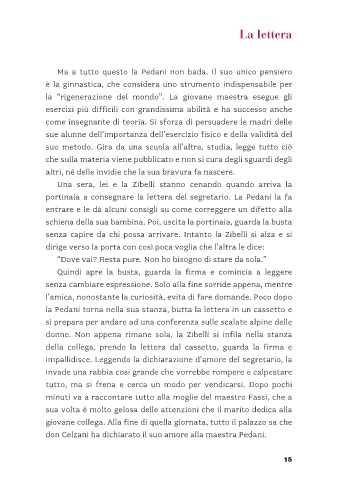 La lettera
Ma a tutto questo la Pedani non bada. Il suo unico pensiero
è la ginnastica, che considera uno strumento indispensabile per
la “rigenerazione del mondo”. La giovane maestra esegue gli
esercizi più difficili con grandissima abilità e ha successo anche
come insegnante di teoria. Si sforza di persuadere le madri delle
sue alunne dell’importanza dell’esercizio fisico e della validità del
suo metodo. Gira da una scuola all’altra, studia, legge tutto ciò
che sulla materia viene pubblicato e non si cura degli sguardi degli
altri, né delle invidie che la sua bravura fa nascere.
Una sera, lei e la Zibelli stanno cenando quando arriva la
portinaia a consegnare la lettera del segretario. La Pedani la fa
entrare e le dà alcuni consigli su come correggere un difetto alla
schiena della sua bambina. Poi, uscita la portinaia, guarda la busta
senza capire da chi possa arrivare. Intanto la Zibelli si alza e si
dirige verso la porta con così poca voglia che l’altra le dice:
“Dove vai? Resta pure. Non ho bisogno di stare da sola.”
Quindi apre la busta, guarda la firma e comincia a leggere
senza cambiare espressione. Solo alla fine sorride appena, mentre
l’amica, nonostante la curiosità, evita di fare domande. Poco dopo
la Pedani torna nella sua stanza, butta la lettera in un cassetto e
si prepara per andare ad una conferenza sulle scalate alpine delle
donne. Non appena rimane sola, la Zibelli si infila nella stanza
della collega, prende la lettera dal cassetto, guarda la firma e
impallidisce. Leggendo la dichiarazione d’amore del segretario, la
invade una rabbia così grande che vorrebbe rompere e calpestare
tutto, ma si frena e cerca un modo per vendicarsi. Dopo pochi
minuti va a raccontare tutto alla moglie del maestro Fassi, che a
sua volta è molto gelosa delle attenzioni che il marito dedica alla
giovane collega. Alla fine di quella giornata, tutto il palazzo sa che
don Celzani ha dichiarato il suo amore alla maestra Pedani.
15